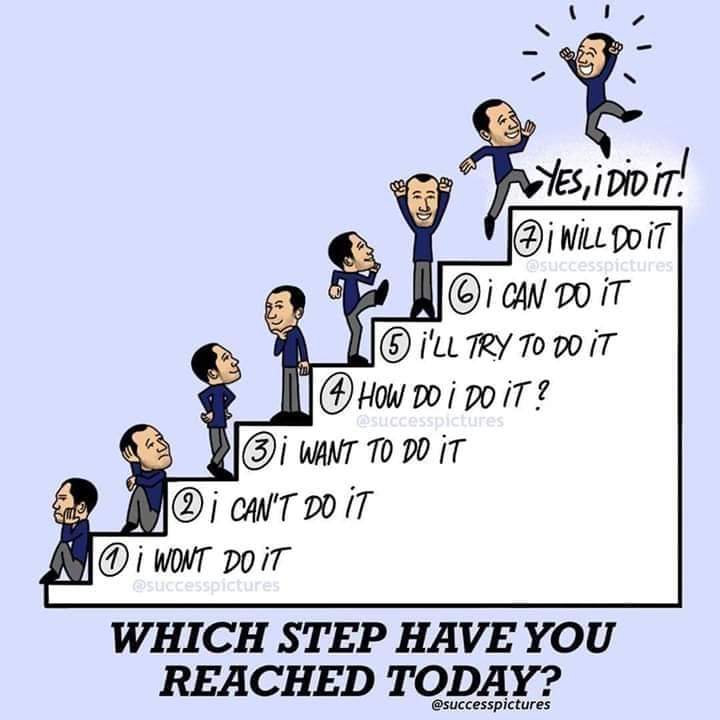 YES, i DiD iT!
7 i WiLL DO iT
@successpictures
6 i CAN DO iT
5 i'LL TRY TO DO iT
4 HOW DO i DO iT ?
@successpictures
3 i WANT TO DO iT
2 i CAN'T DO iT
1 i WONT DO iT
@successpictures
WHICH STEP HAVE YOU
REACHED TODAY?
@successpictures